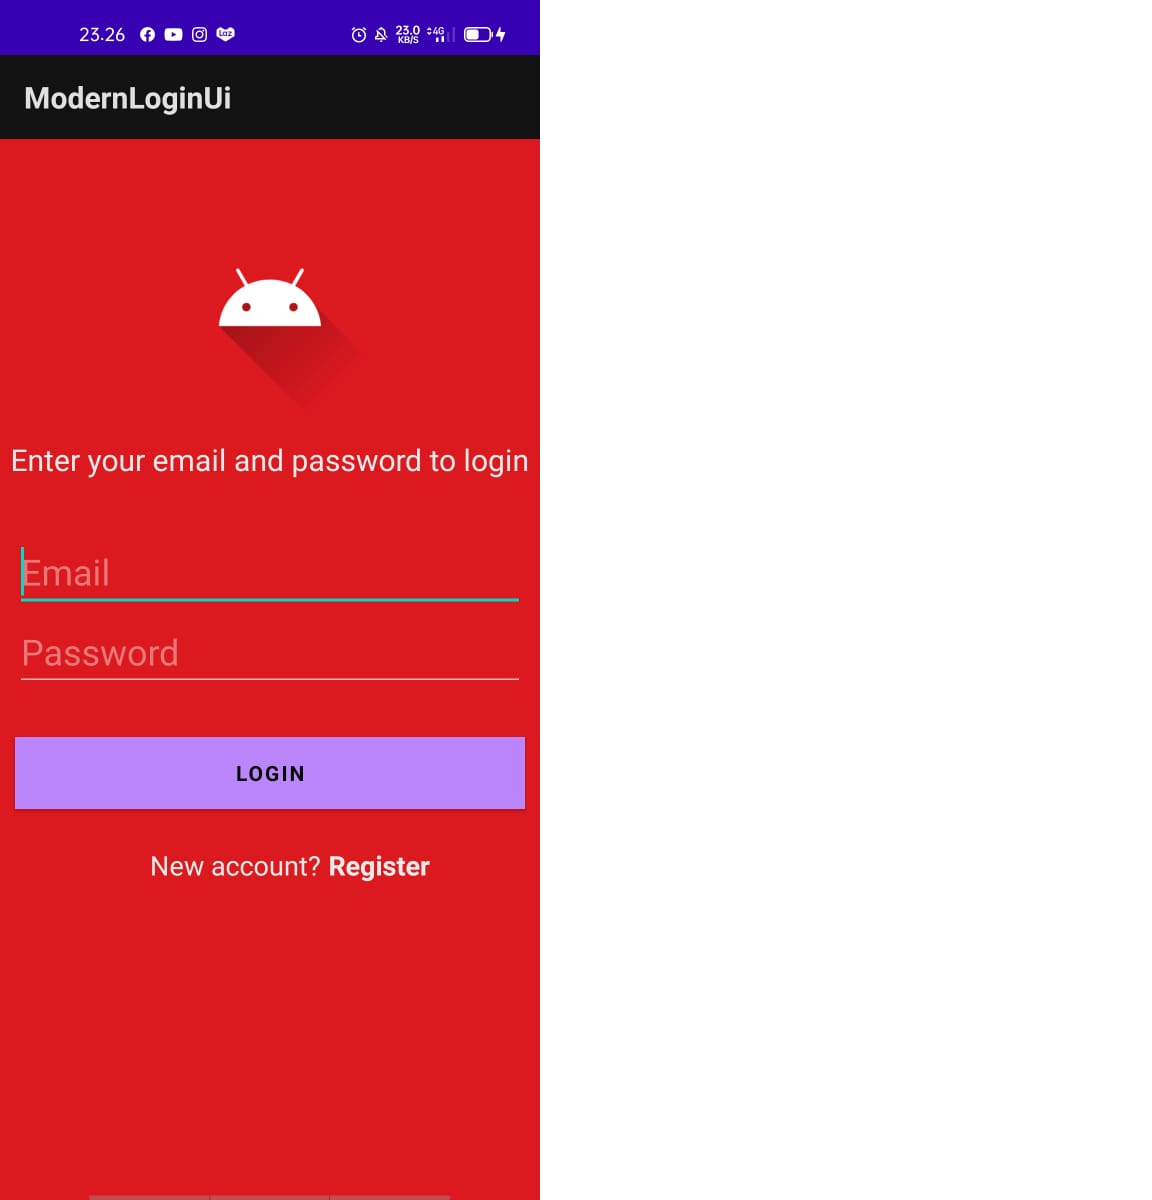 23.26 Laz 23.0 KB/S 4G
ModernLoginUi
Enter your email and password to login
Email
Password
LOGIN
New account? Register